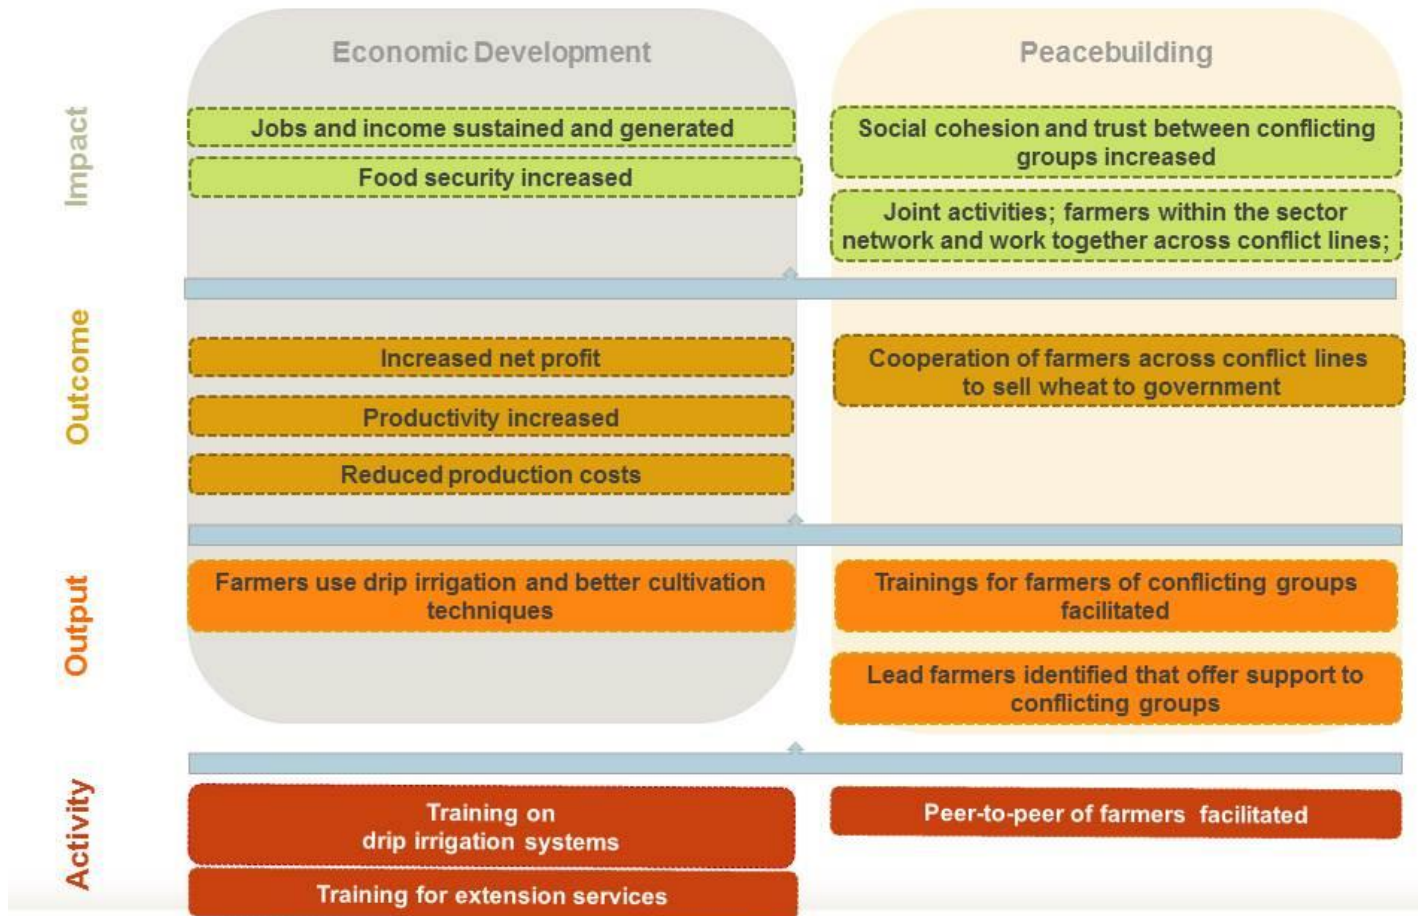 Economic Development
Peacebuilding
Impact
Jobs and income sustained and generated
Food security increased
Social cohesion and trust between conflicting
groups increased
Joint activities; farmers within the sector
network and work together across conflict lines;
Outcome
Increased net profit
Productivity increased
Reduced production costs
Cooperation of farmers across conflict lines
to sell wheat to government
Output
Farmers use drip irrigation and better cultivation
techniques
Trainings for farmers of conflicting groups
facilitated
Lead farmers identified that offer support to
conflicting groups
Activity
Training on
drip irrigation systems
Training for extension services
Peer-to-peer of farmers facilitated